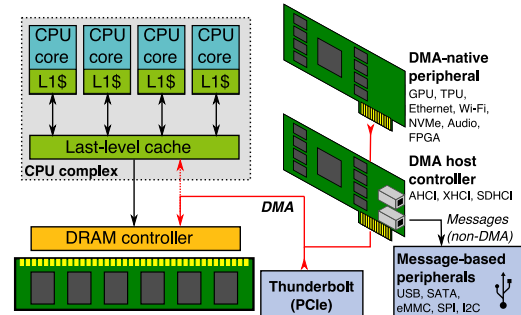 CPU core
CPU core
CPU core
CPU core
L1$
L1$
L1$
L1$
Last-level cache
CPU complex
DRAM controller
DMA
Thunderbolt
(PCIe)
DMA-native
peripheral
GPU, TPU,
Ethernet, Wi-Fi,
NVMe, Audio,
FPGA
DMA host
controller
AHCI, XHCI, SDHCI
Messages
(non-DMA)
Message-based
peripherals
USB, SATA,
eMMC, SPI, I2C